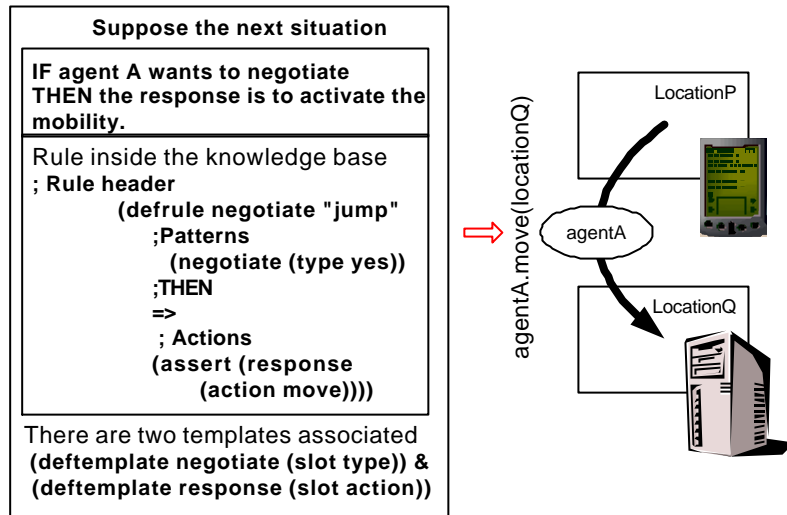 Suppose the next situation
IF agent A wants to negotiate
THEN the response is to activate the
mobility.
Rule inside the knowledge base
; Rule header
(defrule negotiate "jump"
;Patterns
(negotiate (type yes))
;THEN
=>
; Actions
(assert (response
(action move))))
There are two templates associated
(deftemplate negotiate (slot type)) &
(deftemplate response (slot action))
agentA.move(locationQ)
LocationP
agentA
LocationQ